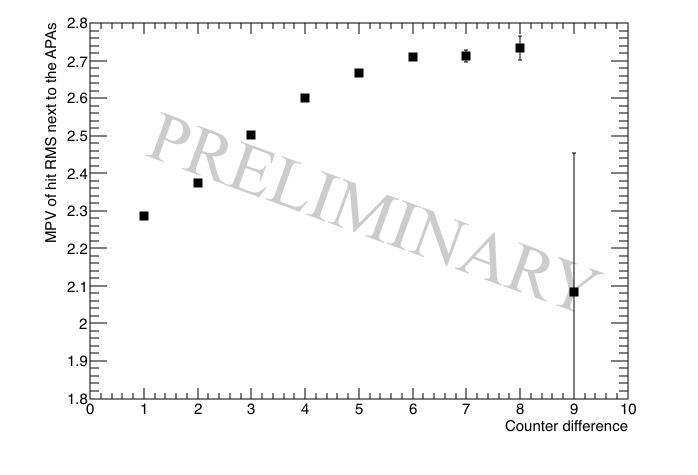 MPV of hit RMS next to the APAs
2.8
2.7
2.6
2.5
2.4
2.3
2.2
2.1
2
1.9
1.8
PRELIMINARY
0 1 2 3 4 5 6 7 8 9 10
Counter difference